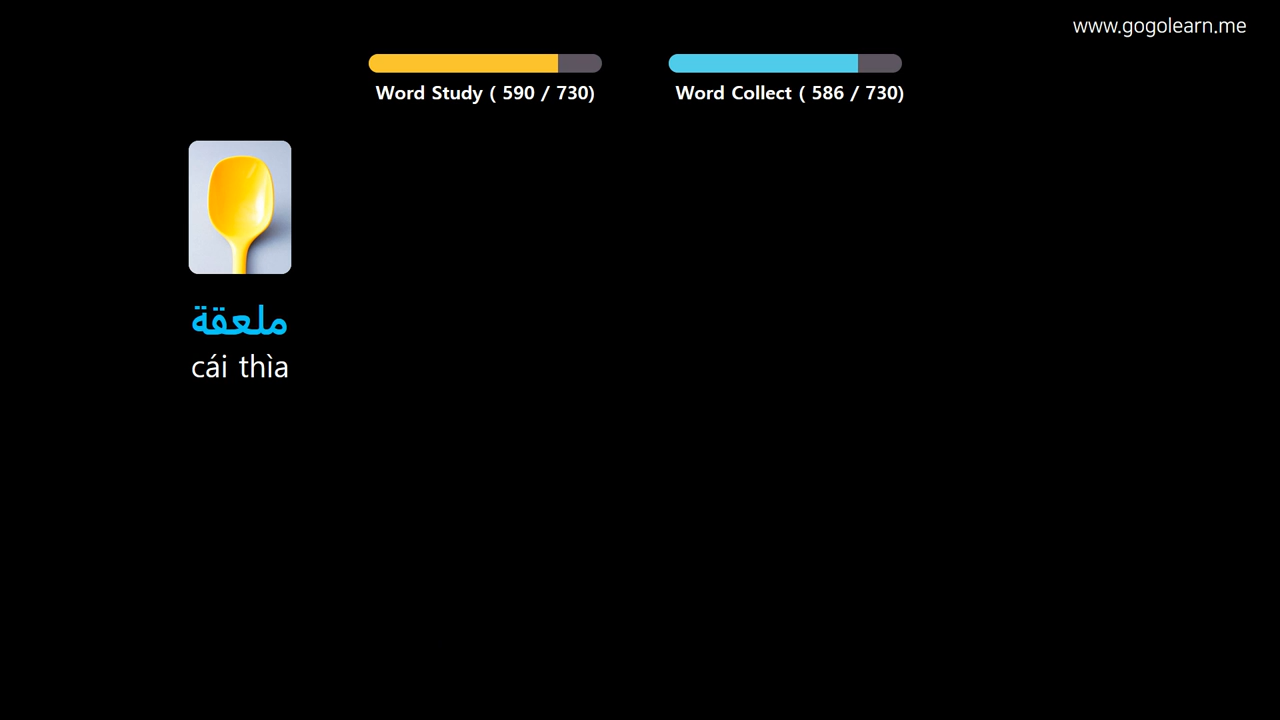 www.gogolearn.me
Word Study ( 590 / 730)
Word Collect ( 586 / 730)
ملعقة
cái thìa